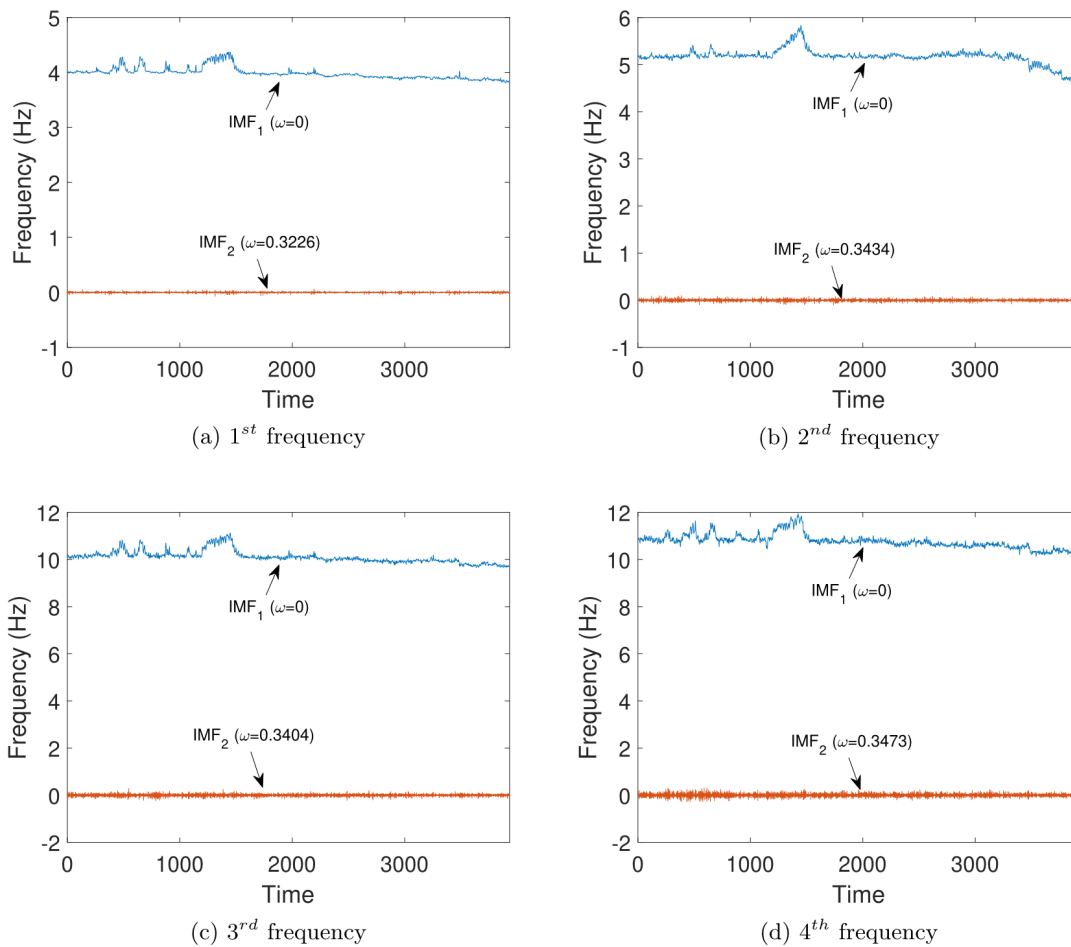 5
4
3
2
1
0
-1
Frequency (Hz)
IMF1 (ω=0)
IMF2 (ω=0.3226)
0 1000 2000 3000
Time
(a) 1st frequency
6
5
4
3
2
1
0
-1
Frequency (Hz)
IMF1 (ω=0)
IMF2 (ω=0.3434)
0 1000 2000 3000
Time
(b) 2nd frequency
12
10
8
6
4
2
0
-2
Frequency (Hz)
IMF1 (ω=0)
IMF2 (ω=0.3404)
0 1000 2000 3000
Time
(c) 3rd frequency
12
10
8
6
4
2
0
-2
Frequency (Hz)
IMF1 (ω=0)
IMF2 (ω=0.3473)
0 1000 2000 3000
Time
(d) 4th frequency